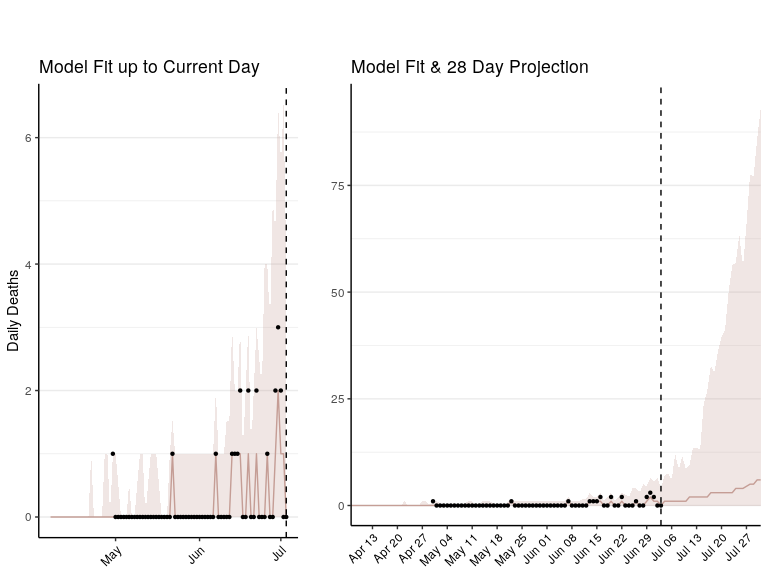 Model Fit up to Current Day
Daily Deaths
6
4
2
0
May
Jun
Jul
Model Fit & 28 Day Projection
75
50
25
0
Apr 13
Apr 20
Apr 27
May 04
May 11
May 18
May 25
Jun 01
Jun 08
Jun 15
Jun 22
Jun 29
Jul 06
Jul 13
Jul 20
Jul 27